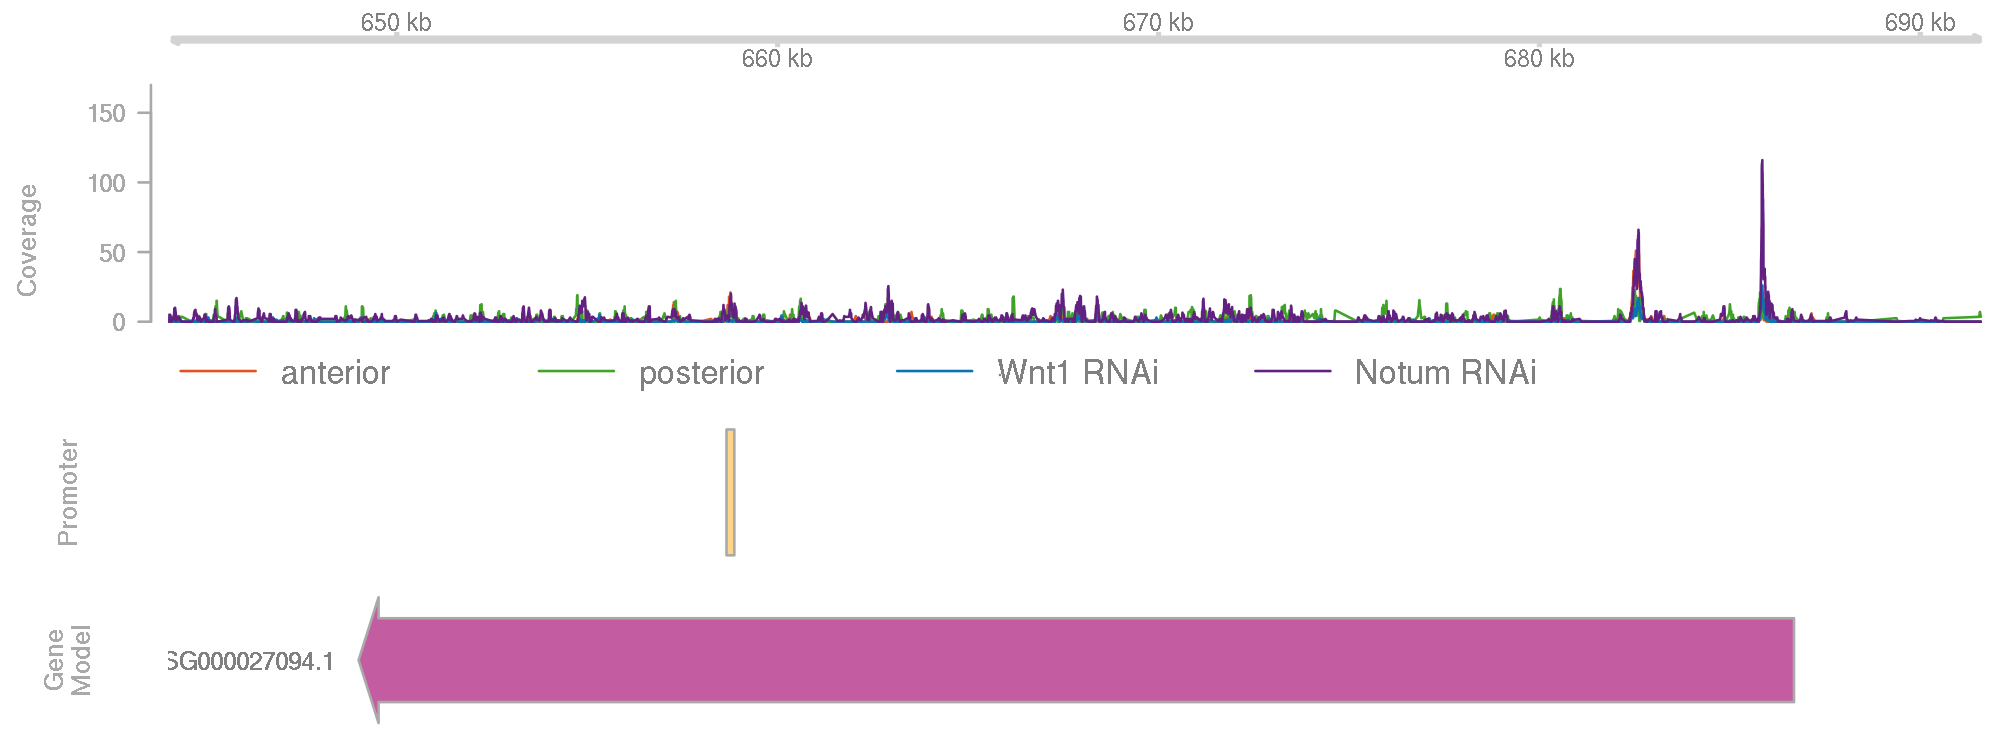 650 kb 670 kb 690 kb
660 kb 680 kb
150
100
50
0
Coverage
anterior posterior Wnt1 RNAi Notum RNAi
Promoter
Gene
Model
SG000027094.1